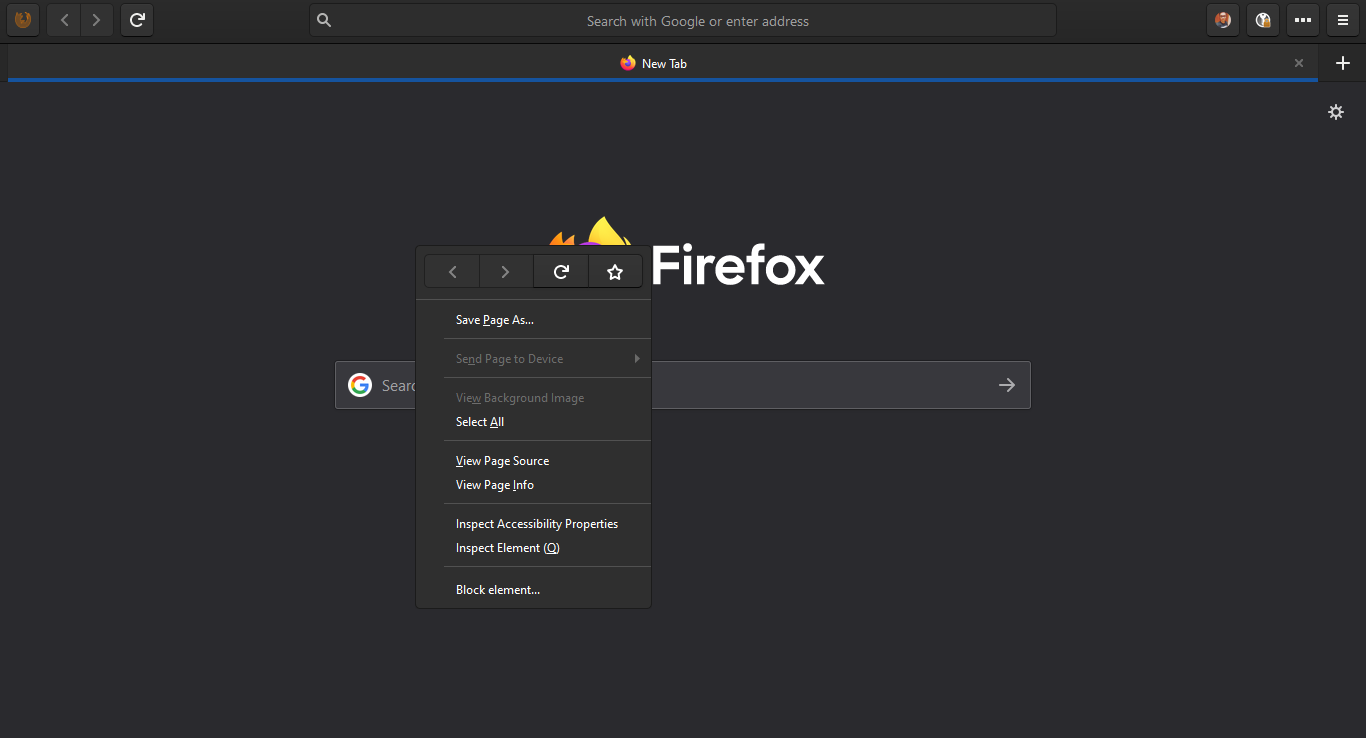 Search with Google or enter address
New Tab
Firefox
Save Page As...
Send Page to Device
Searc
View Background Image
Select All
View Page Source
View Page Info
Inspect Accessibility Properties
Inspect Element (Q)
Block element...